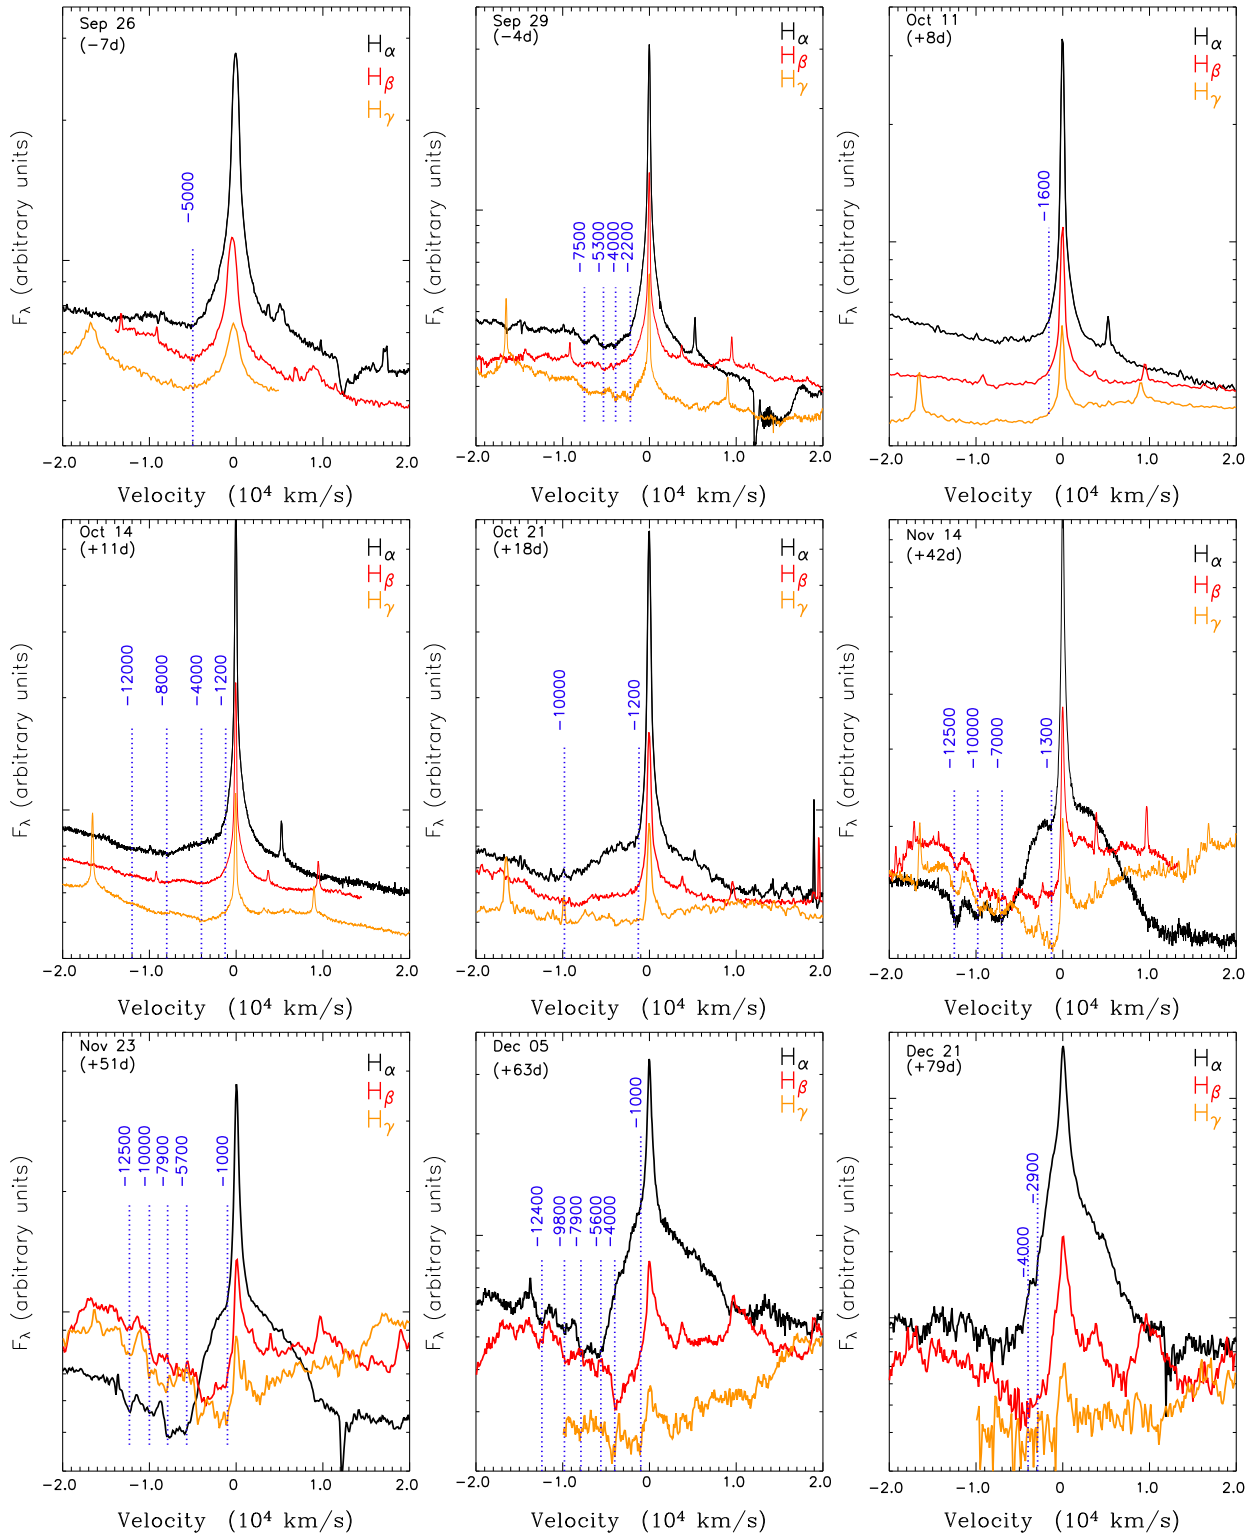 Sep 26
(−7d)
Hα
Hβ
Hγ
−5000
Fλ (arbitrary units)
−2.0 −1.0 0 1.0 2.0
Velocity (10⁴ km/s)
Sep 29
(−4d)
Hα
Hβ
Hγ
−7500
−5300
−4000
−2200
Fλ (arbitrary units)
−2.0 −1.0 0 1.0 2.0
Velocity (10⁴ km/s)
Oct 11
(+8d)
Hα
Hβ
Hγ
−1600
Fλ (arbitrary units)
−2.0 −1.0 0 1.0 2.0
Velocity (10⁴ km/s)
Oct 14
(+11d)
Hα
Hβ
Hγ
−12000
−8000
−4000
−1200
Fλ (arbitrary units)
−2.0 −1.0 0 1.0 2.0
Velocity (10⁴ km/s)
Oct 21
(+18d)
Hα
Hβ
Hγ
−10000
−1200
Fλ (arbitrary units)
−2.0 −1.0 0 1.0 2.0
Velocity (10⁴ km/s)
Nov 14
(+42d)
Hα
Hβ
Hγ
−12500
−10000
−7000
−1300
Fλ (arbitrary units)
−2.0 −1.0 0 1.0 2.0
Velocity (10⁴ km/s)
Nov 23
(+51d)
Hα
Hβ
Hγ
−12500
−10000
−7900
−5700
−1000
Fλ (arbitrary units)
−2.0 −1.0 0 1.0 2.0
Velocity (10⁴ km/s)
Dec 05
(+63d)
Hα
Hβ
Hγ
−12400
−9800
−7900
−5600
−4000
−1000
Fλ (arbitrary units)
−2.0 −1.0 0 1.0 2.0
Velocity (10⁴ km/s)
Dec 21
(+79d)
Hα
Hβ
Hγ
−4000
−2900
Fλ (arbitrary units)
−2.0 −1.0 0 1.0 2.0
Velocity (10⁴ km/s)